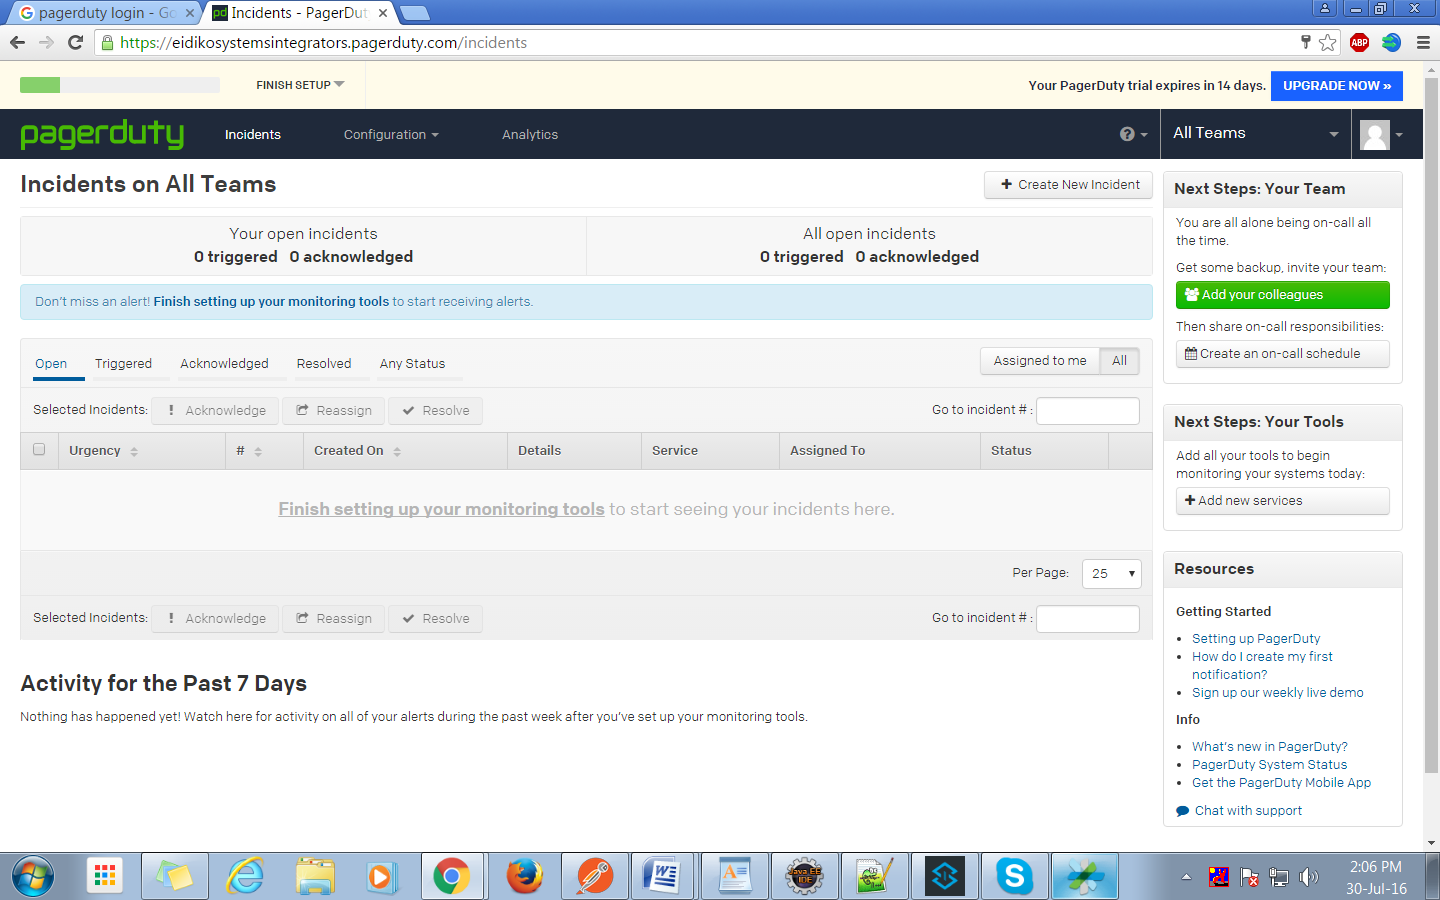 pagerduty login - Go
Incidents - PagerDut
https://eidikosystemsintegrators.pagerduty.com/incidents
ABP
FINISH SETUP
Your PagerDuty trial expires in 14 days. UPGRADE NOW »
pagerduty Incidents Configuration Analytics ? All Teams
Incidents on All Teams
Create New Incident
Your open incidents
0 triggered 0 acknowledged
All open incidents
0 triggered 0 acknowledged
Don't miss an alert! Finish setting up your monitoring tools to start receiving alerts.
Open Triggered Acknowledged Resolved Any Status
Assigned to me All
Selected Incidents: Acknowledge Reassign Resolve
Go to incident # :
Urgency # Created On Details Service Assigned To Status
Finish setting up your monitoring tools to start seeing your incidents here.
Per Page: 25
Selected Incidents: Acknowledge Reassign Resolve
Go to incident # :
Activity for the Past 7 Days
Nothing has happened yet! Watch here for activity on all of your alerts during the past week after you've set up your monitoring tools.
Next Steps: Your Team
You are all alone being on-call all
the time.
Get some backup, invite your team:
Add your colleagues
Then share on-call responsibilities:
Create an on-call schedule
Next Steps: Your Tools
Add all your tools to begin
monitoring your systems today:
Add new services
Resources
Getting Started
Setting up PagerDuty
How do I create my first
notification?
Sign up our weekly live demo
Info
What's new in PagerDuty?
PagerDuty System Status
Get the PagerDuty Mobile App
Chat with support
Java EE
IDE
2:06 PM
30-Jul-16